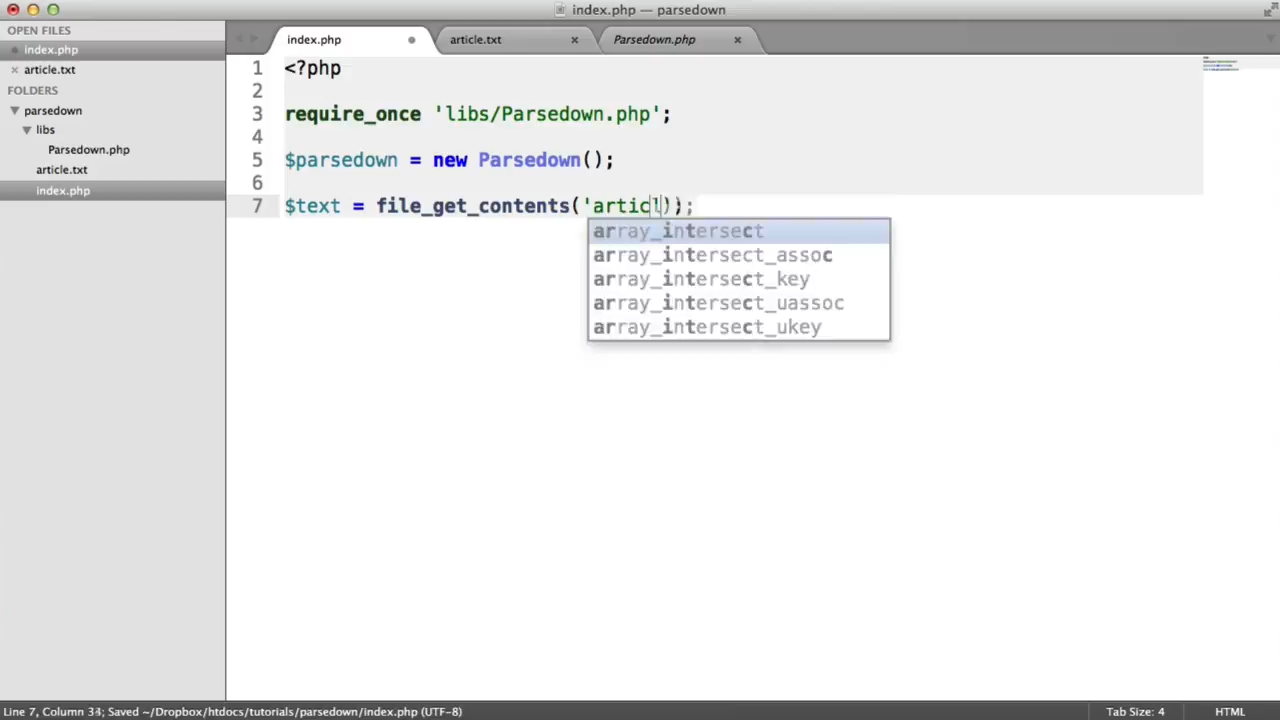 index.php — parsedown
OPEN FILES
index.php
article.txt
FOLDERS
parsedown
libs
Parsedown.php
article.txt
index.php
index.php
article.txt
Parsedown.php
1 <?php
2
3 require_once 'libs/Parsedown.php';
4
5 $parsedown = new Parsedown();
6
7 $text = file_get_contents('articl));
array_intersect
array_intersect_assoc
array_intersect_key
array_intersect_uassoc
array_intersect_ukey
Line 7, Column 34; Saved ~/Dropbox/htdocs/tutorials/parsedown/index.php (UTF-8)
Tab Size: 4
HTML